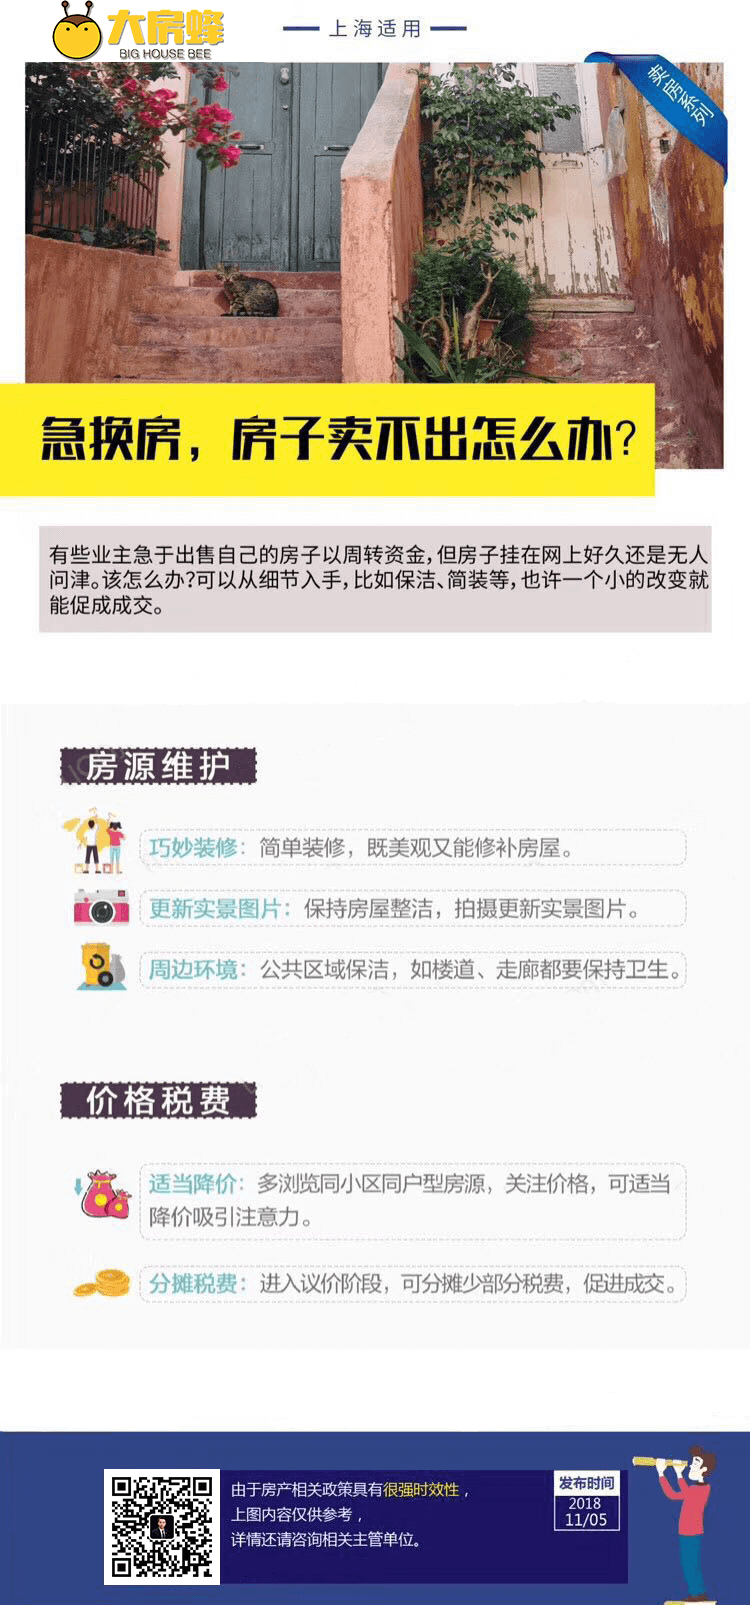 大房蜂
BIG HOUSE BEE
上海适用
卖房系列
急换房，房子卖不出怎么办?
有些业主急于出售自己的房子以周转资金，但房子挂在网上好久还是无人
问津。该怎么办？可以从细节入手，比如保洁、简装等，也许一个小的改变就
能促成成交。
房源维护
巧妙装修：简单装修，既美观又能修补房屋。
更新实景图片：保持房屋整洁，拍摄更新实景图片。
周边环境：公共区域保洁，如楼道、走廊都要保持卫生。
价格税费
适当降价：多浏览同小区同户型房源，关注价格，可适当
降价吸引注意力。
分摊税费：进入议价阶段，可分摊少部分税费，促进成交。
由于房产相关政策具有很强时效性，
上图内容仅供参考，
详情还请咨询相关主管单位。
发布时间
2018
11/05